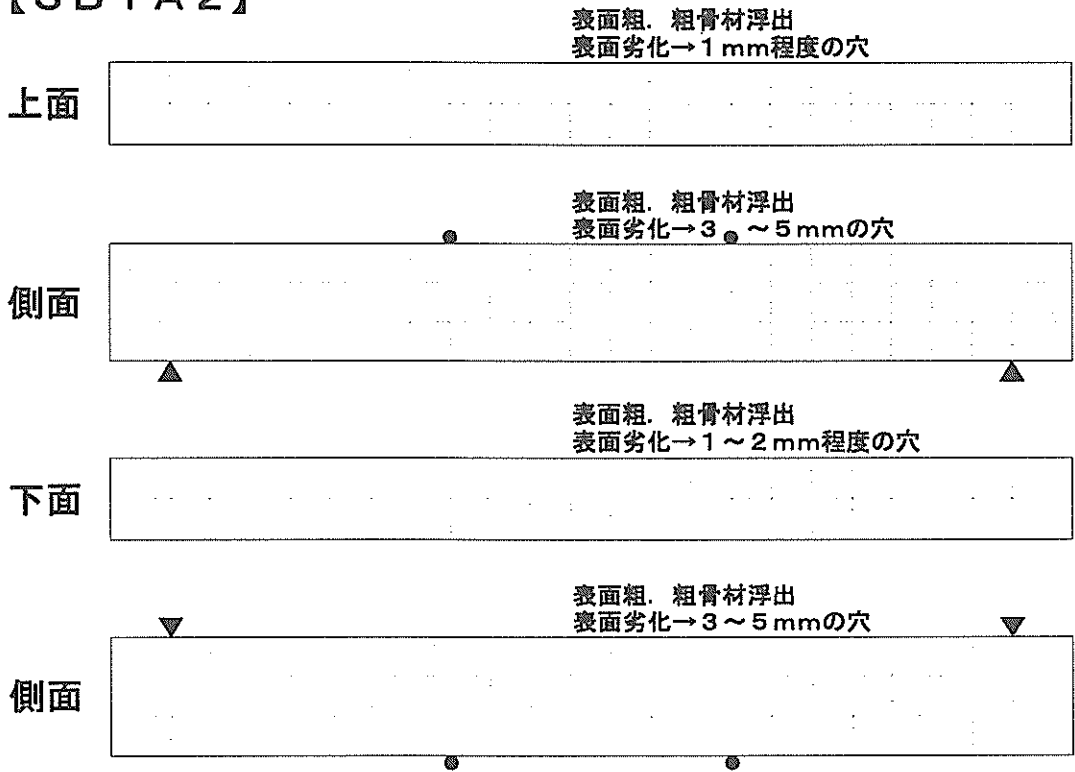 上面
表面粗．粗骨材浮出
表面劣化→1mm程度の穴
側面
表面粗．粗骨材浮出
表面劣化→3～5mmの穴
下面
表面粗．粗骨材浮出
表面劣化→1～2mm程度の穴
側面
表面粗．粗骨材浮出
表面劣化→3～5mmの穴